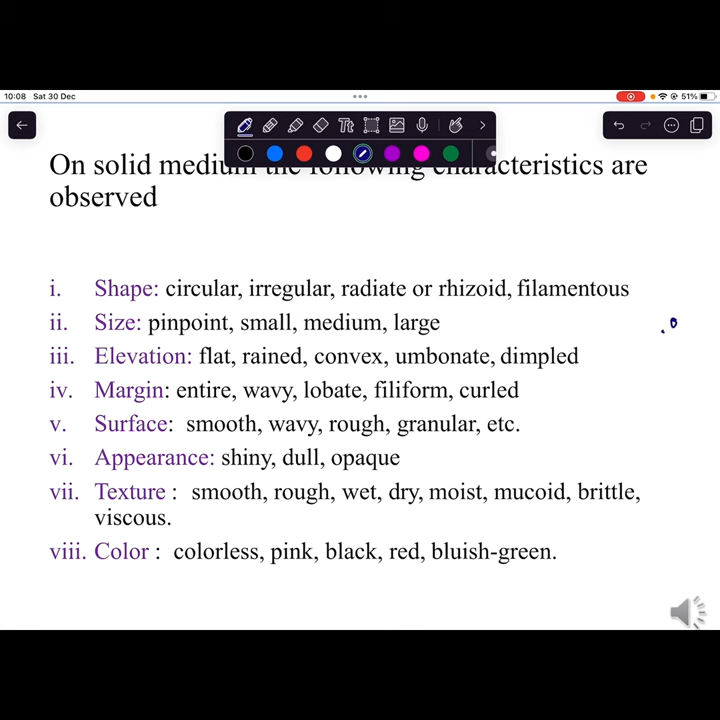 10:08 Sat 30 Dec
51%
Tt
On solid medium the following characteristics are
observed
i. Shape: circular, irregular, radiate or rhizoid, filamentous
ii. Size: pinpoint, small, medium, large
iii. Elevation: flat, rained, convex, umbonate, dimpled
iv. Margin: entire, wavy, lobate, filiform, curled
v. Surface: smooth, wavy, rough, granular, etc.
vi. Appearance: shiny, dull, opaque
vii. Texture : smooth, rough, wet, dry, moist, mucoid, brittle,
viscous.
viii. Color : colorless, pink, black, red, bluish-green.